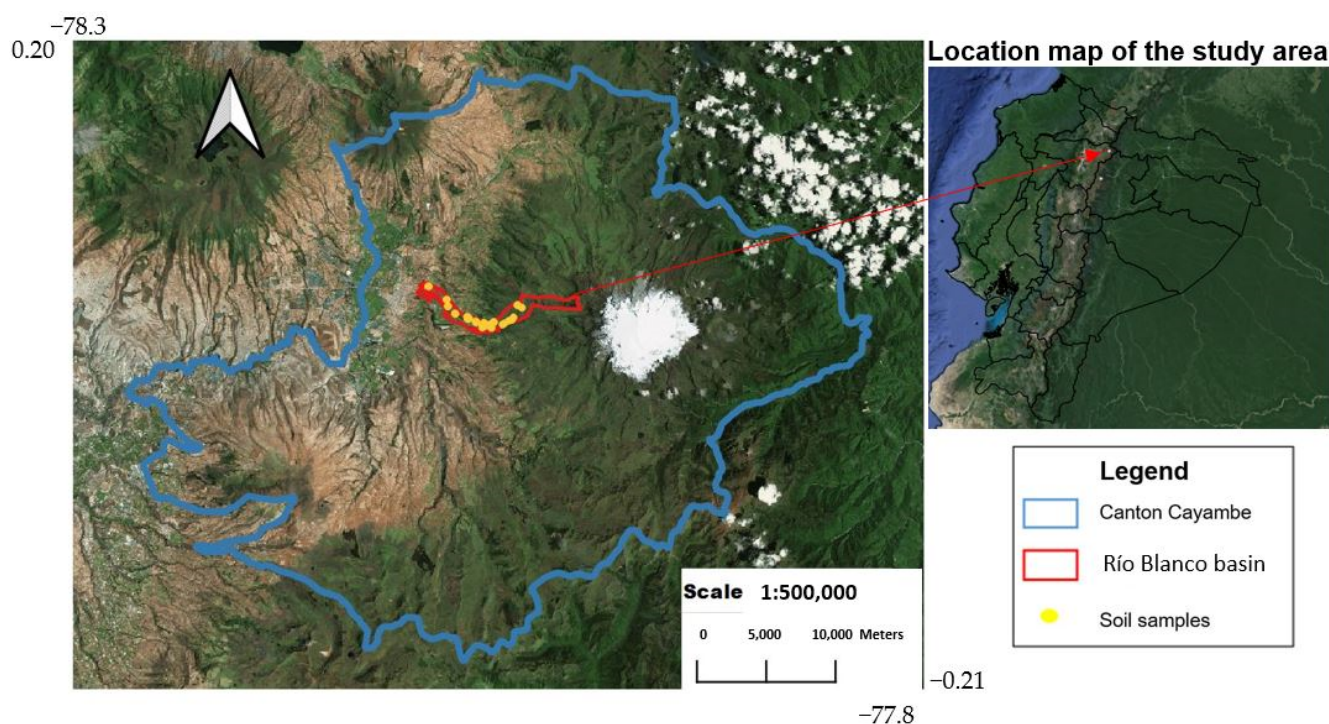 −78.3
0.20
Location map of the study area
Legend
Canton Cayambe
Río Blanco basin
Soil samples
Scale 1:500,000
0 5,000 10,000 Meters
−0.21
−77.8